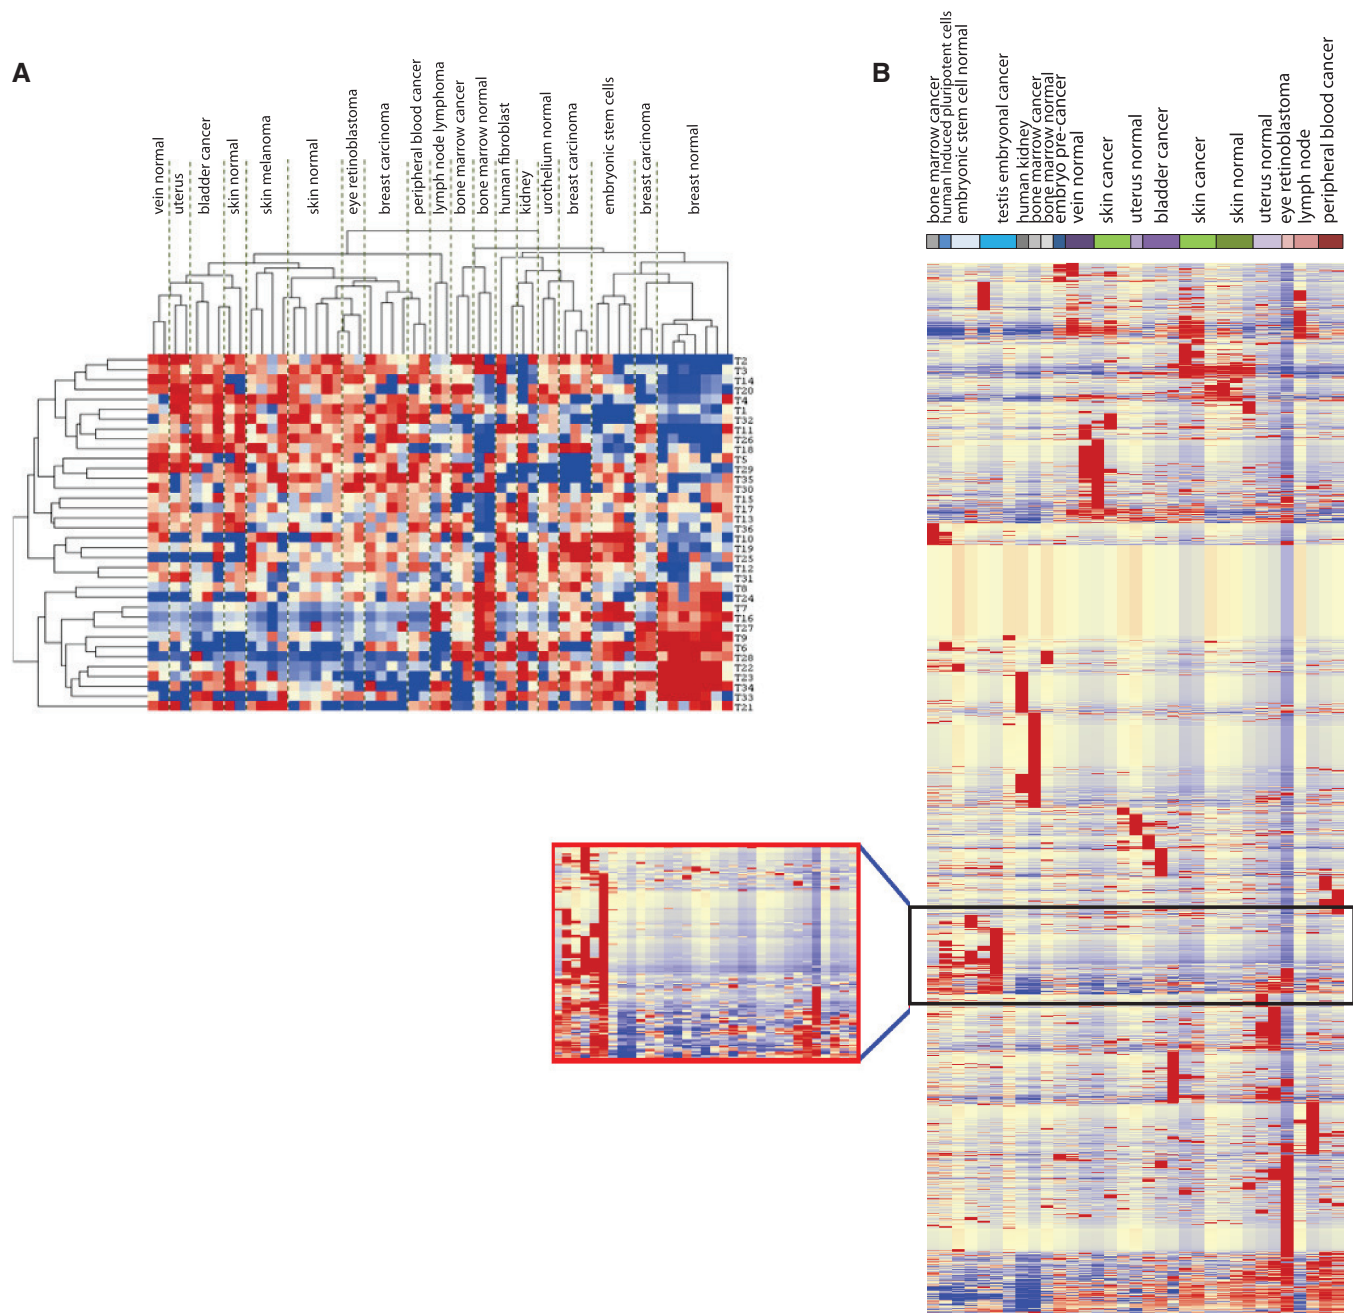 A
vein normal
uterus
bladder cancer
skin normal
skin melanoma
skin normal
eye retinoblastoma
breast carcinoma
peripheral blood cancer
lymph node lymphoma
bone marrow cancer
bone marrow normal
human fibroblast
kidney
urothelium normal
breast carcinoma
embryonic stem cells
breast carcinoma
breast normal
T2
T3
T14
T20
T4
T1
T32
T11
T26
T18
T5
T29
T35
T30
T15
T17
T13
T36
T10
T19
T25
T12
T31
T8
T24
T7
T16
T27
T9
T6
T28
T22
T23
T34
T33
T21
B
bone marrow cancer
human Induced pluripotent cells
embryonic stem cell normal
testis embryonal cancer
human kidney
bone marrow cancer
bone marrow normal
embryo pre-cancer
vein normal
skin cancer
uterus normal
bladder cancer
skin cancer
skin normal
uterus normal
eye retinoblastoma
lymph node
peripheral blood cancer